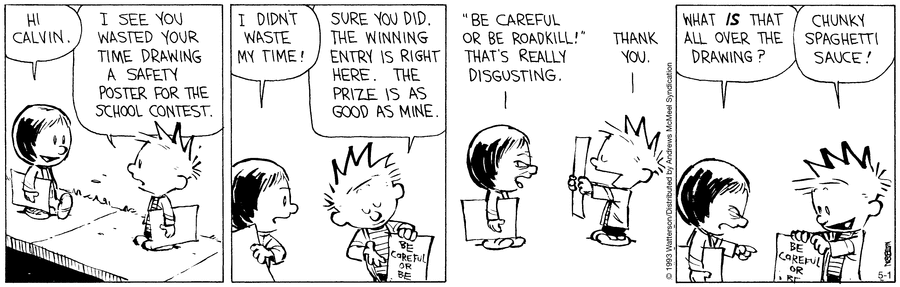 HI
CALVIN.
I SEE YOU
WASTED YOUR
TIME DRAWING
A SAFETY
POSTER FOR THE
SCHOOL CONTEST.
I DIDN'T
WASTE
MY TIME!
SURE YOU DID.
THE WINNING
ENTRY IS RIGHT
HERE. THE
PRIZE IS AS
GOOD AS MINE.
BE
CAREFUL
OR
BE
"BE CAREFUL
OR BE ROADKILL!"
THAT'S REALLY
DISGUSTING.
THANK
YOU.
© 1993 Watterson/Distributed by Andrews McMeel Syndication
WHAT IS THAT
ALL OVER THE
DRAWING?
CHUNKY
SPAGHETTI
SAUCE!
BE
CAREFUL
OR
BE
5-1